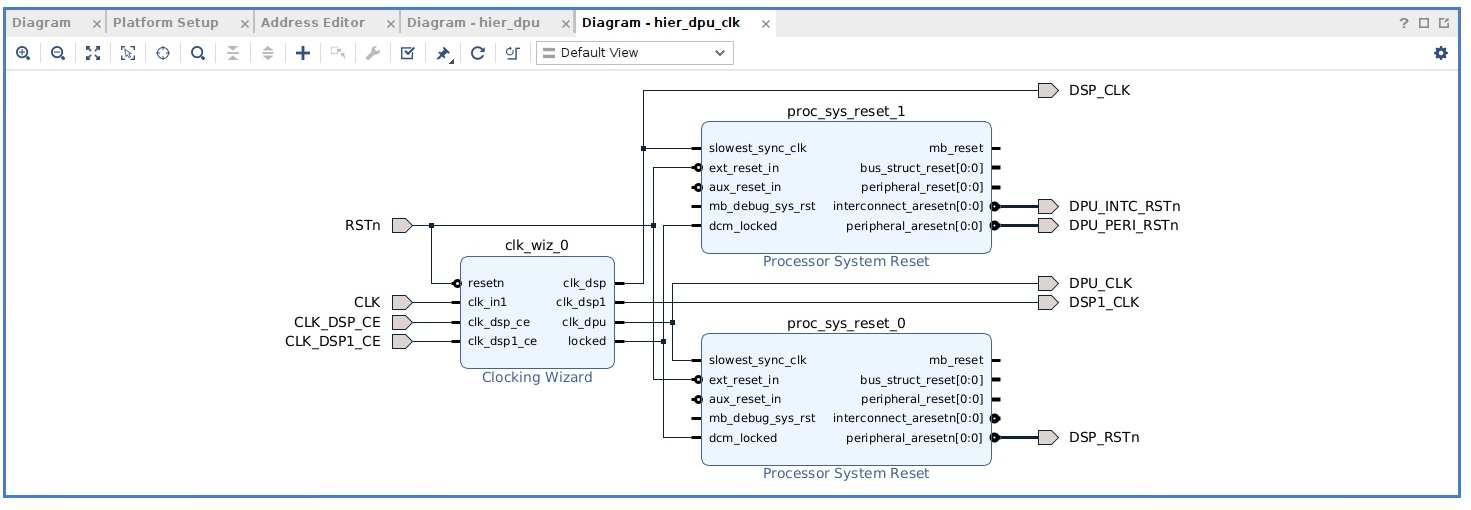 Diagram × Platform Setup × Address Editor × Diagram - hier_dpu × Diagram - hier_dpu_clk × ?
Default View
DSP_CLK
proc_sys_reset_1
slowest_sync_clk mb_reset
ext_reset_in bus_struct_reset[0:0]
aux_reset_in peripheral_reset[0:0]
mb_debug_sys_rst interconnect_aresetn[0:0] DPU_INTC_RSTn
RSTn dcm_locked peripheral_aresetn[0:0] DPU_PERI_RSTn
clk_wiz_0
Processor System Reset
resetn clk_dsp DPU_CLK
CLK clk_in1 clk_dsp1 DSP1_CLK
CLK_DSP_CE clk_dsp_ce clk_dpu proc_sys_reset_0
CLK_DSP1_CE clk_dsp1_ce locked
slowest_sync_clk mb_reset
Clocking Wizard ext_reset_in bus_struct_reset[0:0]
aux_reset_in peripheral_reset[0:0]
mb_debug_sys_rst interconnect_aresetn[0:0]
dcm_locked peripheral_aresetn[0:0] DSP_RSTn
Processor System Reset